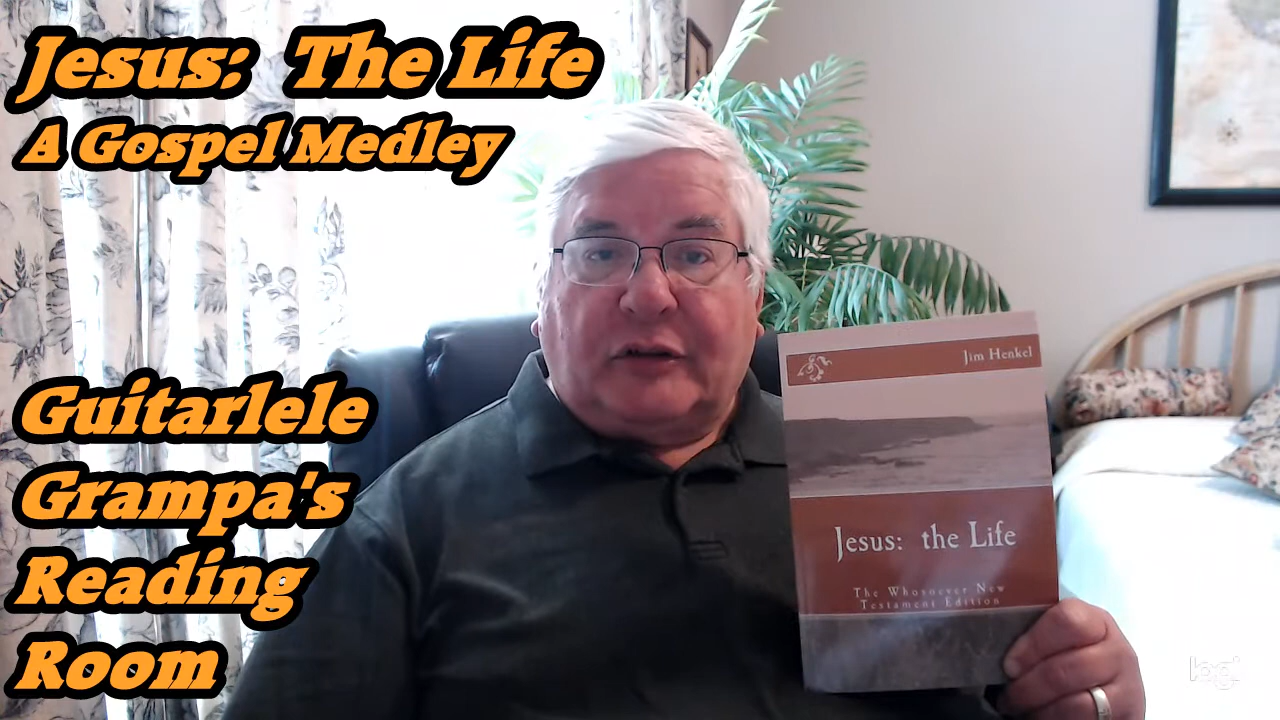 Jesus: The Life
A Gospel Medley
Guitarlele
Grampa's
Reading
Room
Jim Henkel
Jesus: the Life
The Whosoever New
Testament Edition
logi